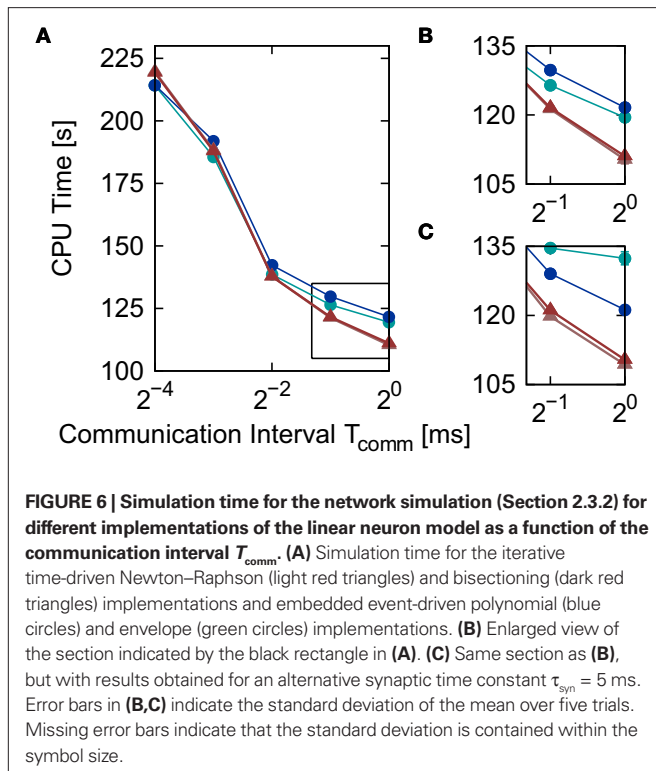 A
225
200
175
150
125
100
CPU Time [s]
2⁻⁴
2⁻²
2⁰
Communication Interval T_comm [ms]
B
135
120
105
2⁻¹
2⁰
C
135
120
105
2⁻¹
2⁰
FIGURE 6 | Simulation time for the network simulation (Section 2.3.2) for
different implementations of the linear neuron model as a function of the
communication interval T_comm. (A) Simulation time for the iterative
time-driven Newton–Raphson (light red triangles) and bisectioning (dark red
triangles) implementations and embedded event-driven polynomial (blue
circles) and envelope (green circles) implementations. (B) Enlarged view of
the section indicated by the black rectangle in (A). (C) Same section as (B),
but with results obtained for an alternative synaptic time constant τ_syn = 5 ms.
Error bars in (B,C) indicate the standard deviation of the mean over five trials.
Missing error bars indicate that the standard deviation is contained within the
symbol size.